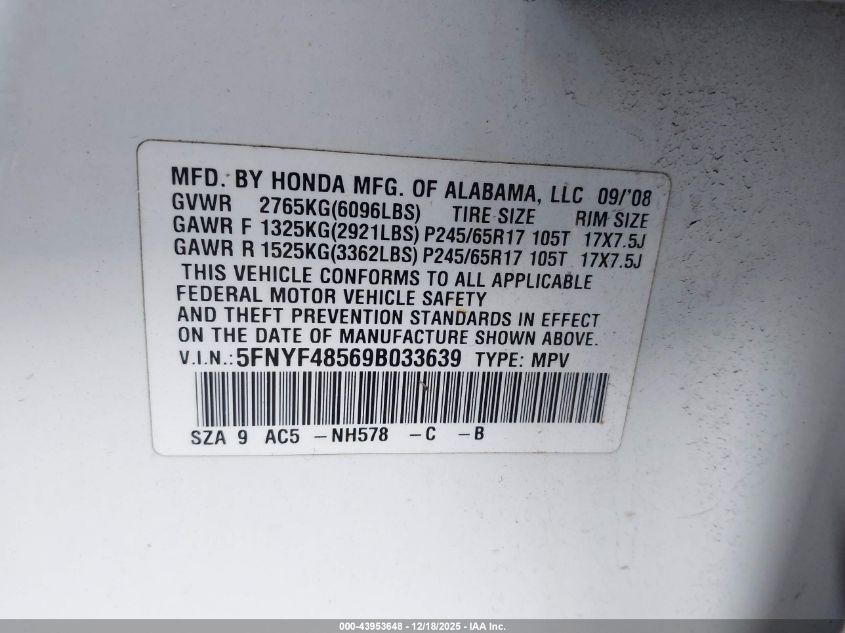 MFD. BY HONDA MFG. OF ALABAMA, LLC 09/'08
GVWR 2765KG(6096LBS) TIRE SIZE RIM SIZE
GAWR F 1325KG(2921LBS) P245/65R17 105T 17X7.5J
GAWR R 1525KG(3362LBS) P245/65R17 105T 17X7.5J
THIS VEHICLE CONFORMS TO ALL APPLICABLE
FEDERAL MOTOR VEHICLE SAFETY
AND THEFT PREVENTION STANDARDS IN EFFECT
ON THE DATE OF MANUFACTURE SHOWN ABOVE.
V.I.N.: 5FNYF48569B033639 TYPE: MPV
SZA 9 AC5 -NH578 -C -B
000-43953648 - 12/18/2025 - IAA Inc.